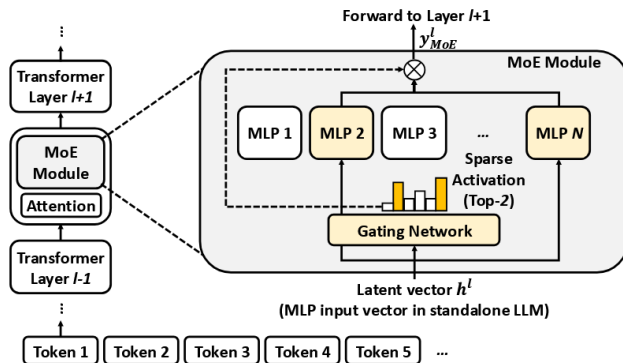 Forward to Layer l+1
y^l_MoE
MoE Module
⋮
Transformer
Layer l+1
MoE
Module
Attention
Transformer
Layer l-1
⋮
MLP 1
MLP 2
MLP 3
...
MLP N
Sparse
Activation
(Top-2)
Gating Network
Latent vector h^l
(MLP input vector in standalone LLM)
Token 1
Token 2
Token 3
Token 4
Token 5
...